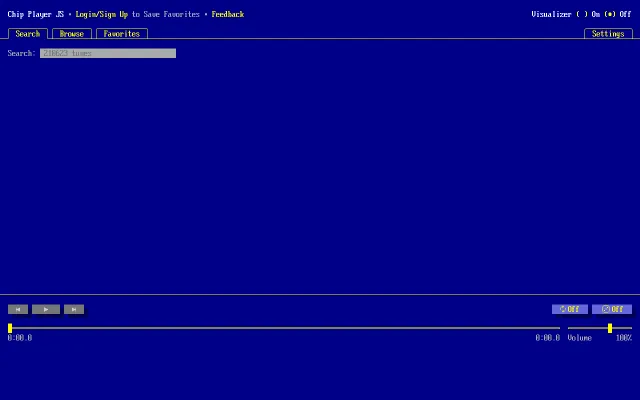 Chip Player JS • Login/Sign Up to Save Favorites • Feedback
Visualizer ( ) On (•) Off
Search Browse Favorites Settings
Search: 218623 tunes
Off Off
0:00.0 0:00.0 Volume 100%